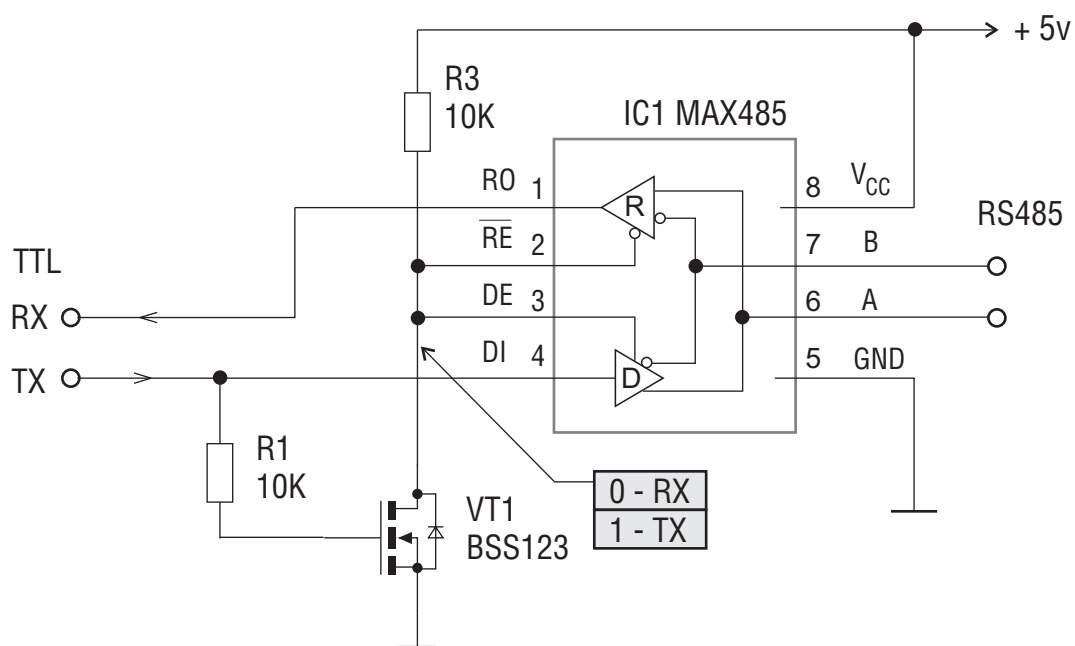 + 5v
R3
10K
IC1 MAX485
RO 1
R
8 VCC
RS485
RE 2
7 B
TTL
DE 3
6 A
RX
DI 4
D
5 GND
TX
R1
10K
0 - RX
1 - TX
VT1
BSS123